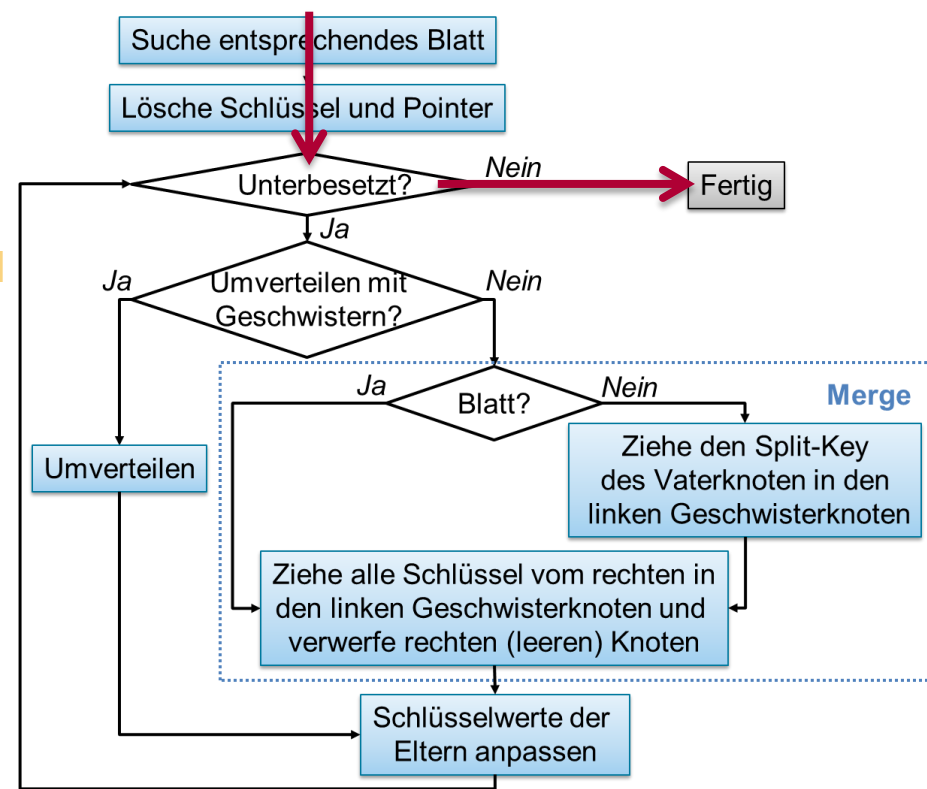 Suche entsprechendes Blatt
Lösche Schlüssel und Pointer
Unterbesetzt?
Nein
Fertig
Ja
Ja
Umverteilen mit
Geschwistern?
Nein
Ja
Blatt?
Nein
Merge
Umverteilen
Ziehe den Split-Key
des Vaterknoten in den
linken Geschwisterknoten
Ziehe alle Schlüssel vom rechten in
den linken Geschwisterknoten und
verwerfe rechten (leeren) Knoten
Schlüsselwerte der
Eltern anpassen